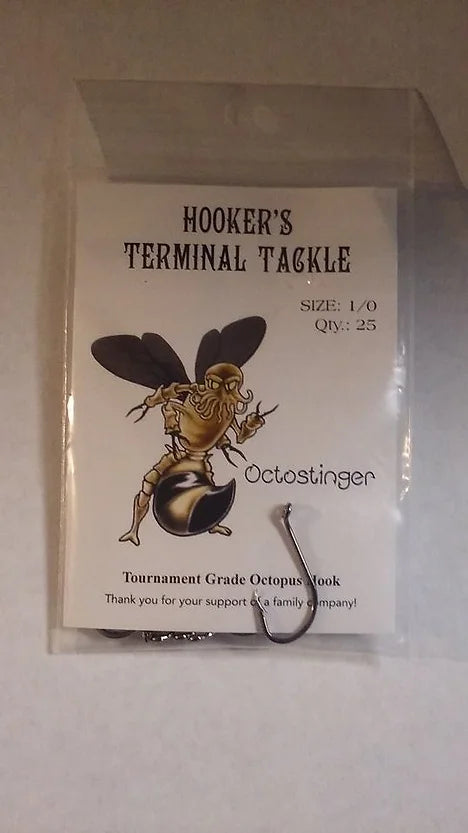 HOOKER'S
TERMINAL TACKLE
SIZE: 1/0
Qty.: 25
Octostinger
Tournament Grade Octopus Hook
Thank you for your support of a family company!